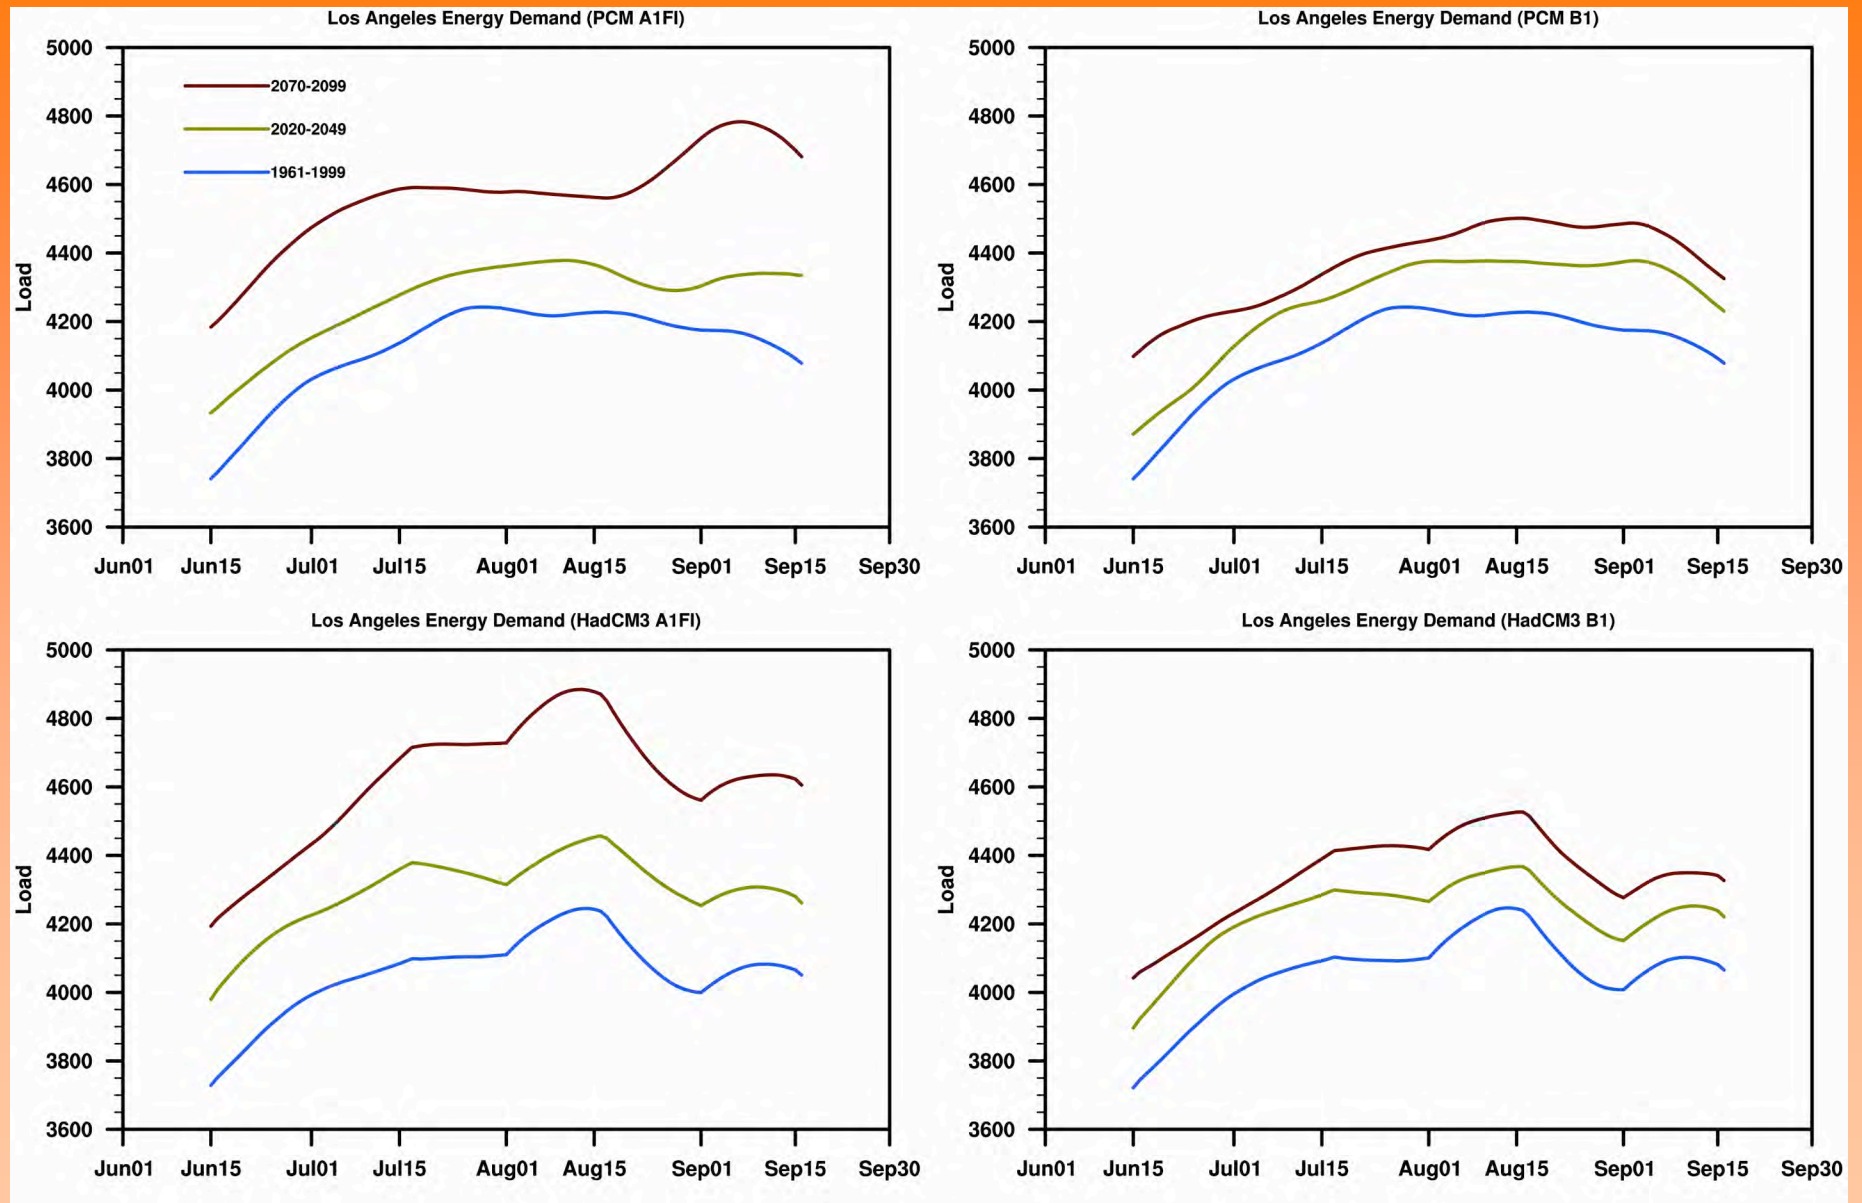 Los Angeles Energy Demand (PCM A1FI)
5000
4800
4600
4400
4200
4000
3800
3600
Load
2070-2099
2020-2049
1961-1999
Jun01 Jun15 Jul01 Jul15 Aug01 Aug15 Sep01 Sep15 Sep30
Los Angeles Energy Demand (PCM B1)
5000
4800
4600
4400
4200
4000
3800
3600
Load
Jun01 Jun15 Jul01 Jul15 Aug01 Aug15 Sep01 Sep15 Sep30
Los Angeles Energy Demand (HadCM3 A1FI)
5000
4800
4600
4400
4200
4000
3800
3600
Load
Jun01 Jun15 Jul01 Jul15 Aug01 Aug15 Sep01 Sep15 Sep30
Los Angeles Energy Demand (HadCM3 B1)
5000
4800
4600
4400
4200
4000
3800
3600
Load
Jun01 Jun15 Jul01 Jul15 Aug01 Aug15 Sep01 Sep15 Sep30